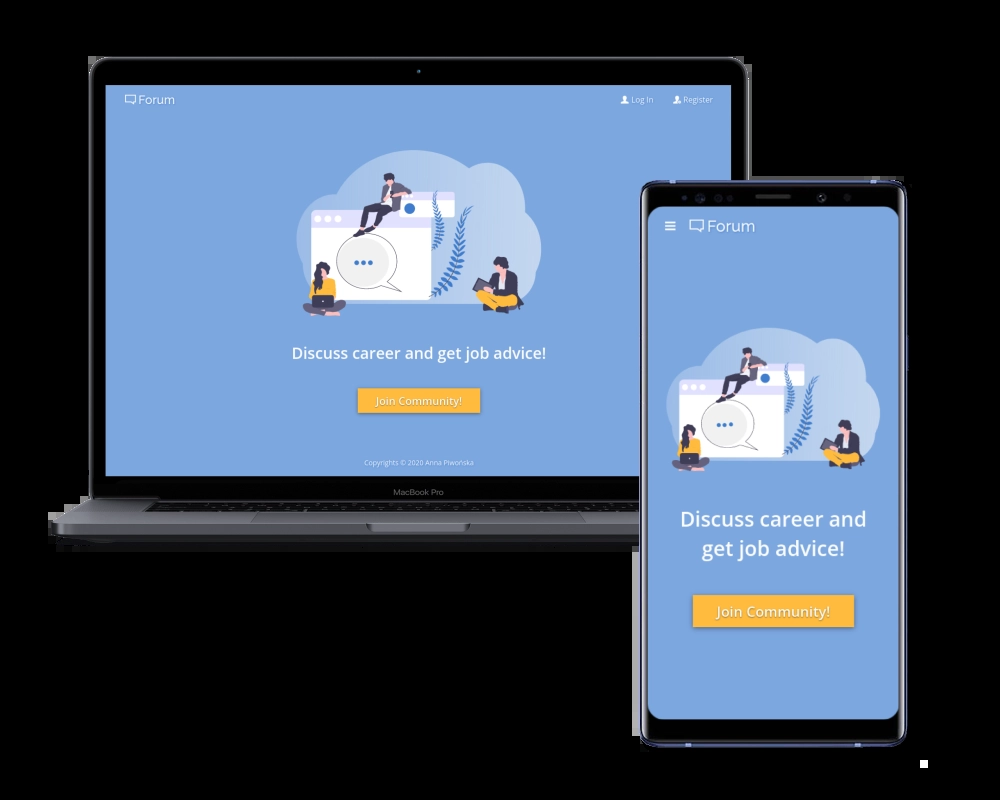 Forum
Log In
Register
Discuss career and get job advice!
Join Community!
Copyrights © 2020 Anna Piwońska
MacBook Pro
Forum
Discuss career and
get job advice!
Join Community!